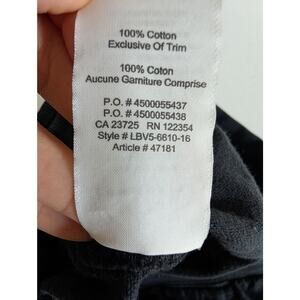 100% Cotton
Exclusive Of Trim
100% Coton
Aucune Garniture Comprise
P.O. # 4500055437
P.O. # 4500055438
CA 23725 RN 122354
Style # LBV5-6610-16
Article # 47181